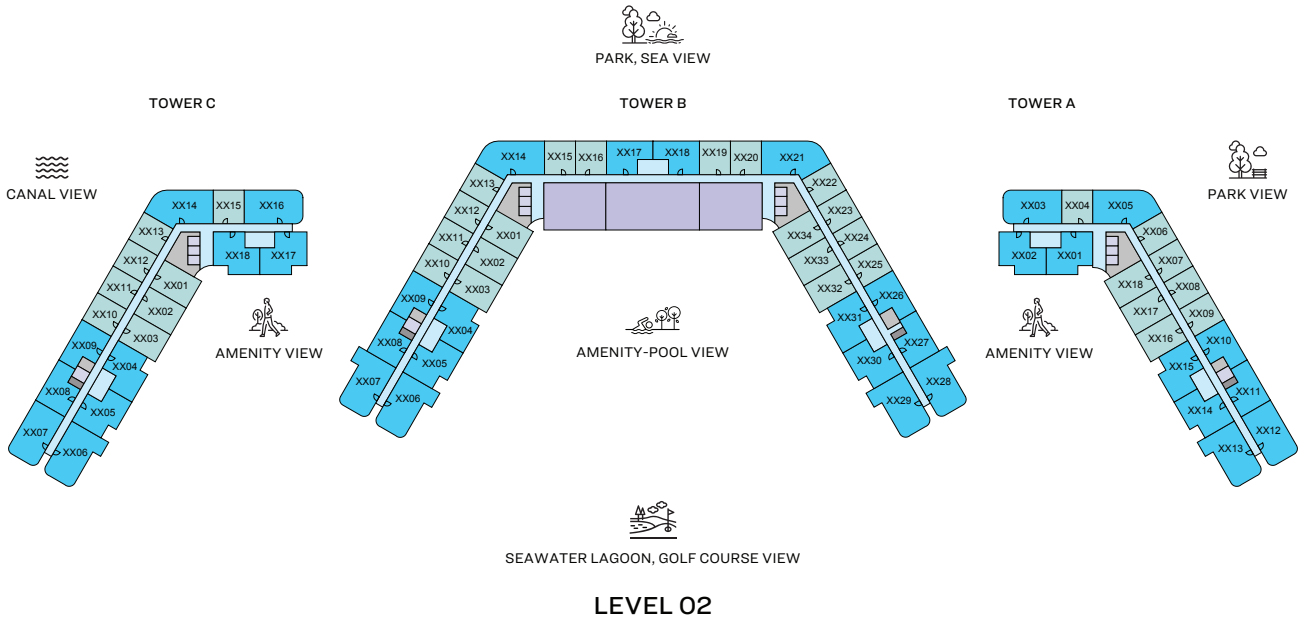 PARK, SEA VIEW
TOWER C
TOWER B
TOWER A
CANAL VIEW
PARK VIEW
XX14
XX15
XX16
XX13
XX12
XX11
XX10
XX09
XX08
XX07
XX18
XX17
XX01
XX02
XX03
XX04
XX05
XX06
XX14
XX15
XX16
XX17
XX18
XX19
XX20
XX21
XX13
XX12
XX11
XX10
XX09
XX08
XX07
XX01
XX02
XX03
XX04
XX05
XX06
XX22
XX23
XX24
XX25
XX26
XX27
XX28
XX34
XX33
XX32
XX31
XX30
XX29
XX03
XX04
XX05
XX02
XX01
XX06
XX07
XX08
XX09
XX10
XX11
XX12
XX18
XX17
XX16
XX15
XX14
XX13
AMENITY VIEW
AMENITY-POOL VIEW
AMENITY VIEW
SEAWATER LAGOON, GOLF COURSE VIEW
LEVEL 02